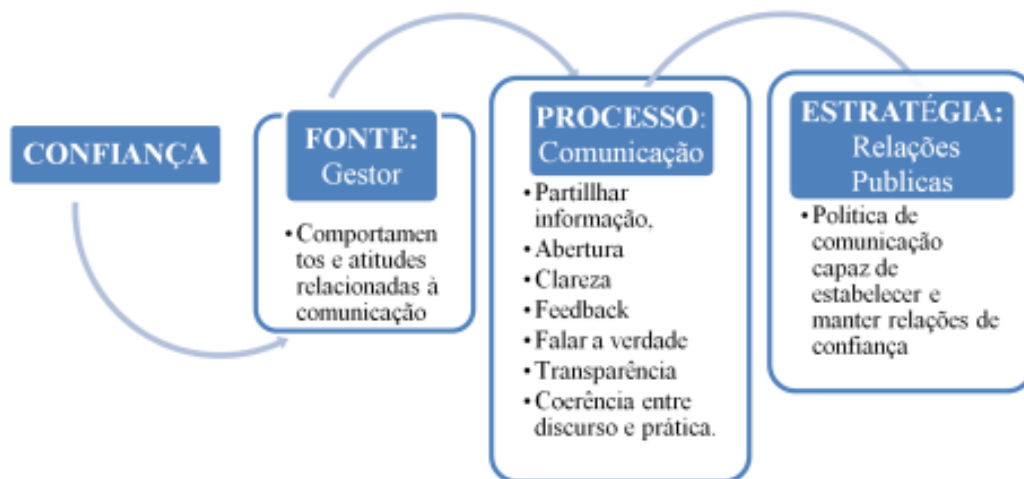 CONFIANÇA
FONTE:
Gestor
• Comportamen
tos e atitudes
relacionadas à
comunicação
PROCESSO:
Comunicação
• Partillhar
informação,
• Abertura
• Clareza
• Feedback
• Falar a verdade
• Transparência
• Coerência entre
discurso e prática.
ESTRATÉGIA:
Relações
Publicas
• Política de
comunicação
capaz de
estabelecer e
manter relações de
confiança